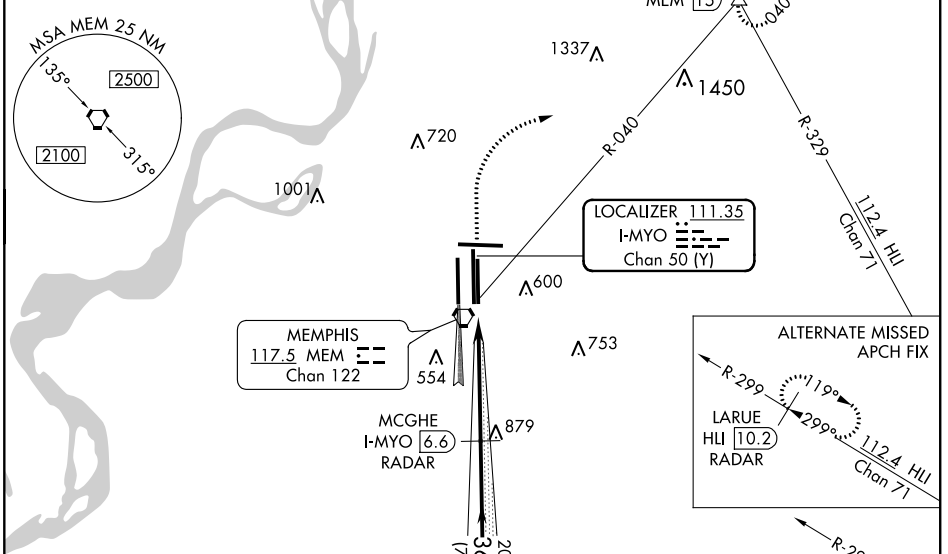 MSA MEM 25 NM
135°
2500
2100
315°
MEM 15
040°
1337
1450
720
R-040
R-329
1001
112.4 HLI
Chan 71
LOCALIZER 111.35
I-MYO
Chan 50 (Y)
600
MEMPHIS
117.5 MEM
Chan 122
554
753
MCGHE
I-MYO 6.6
RADAR
879
ALTERNATE MISSED
APCH FIX
R-299
119°
299°
LARUE
HLI 10.2
RADAR
112.4 HLI
Chan 71